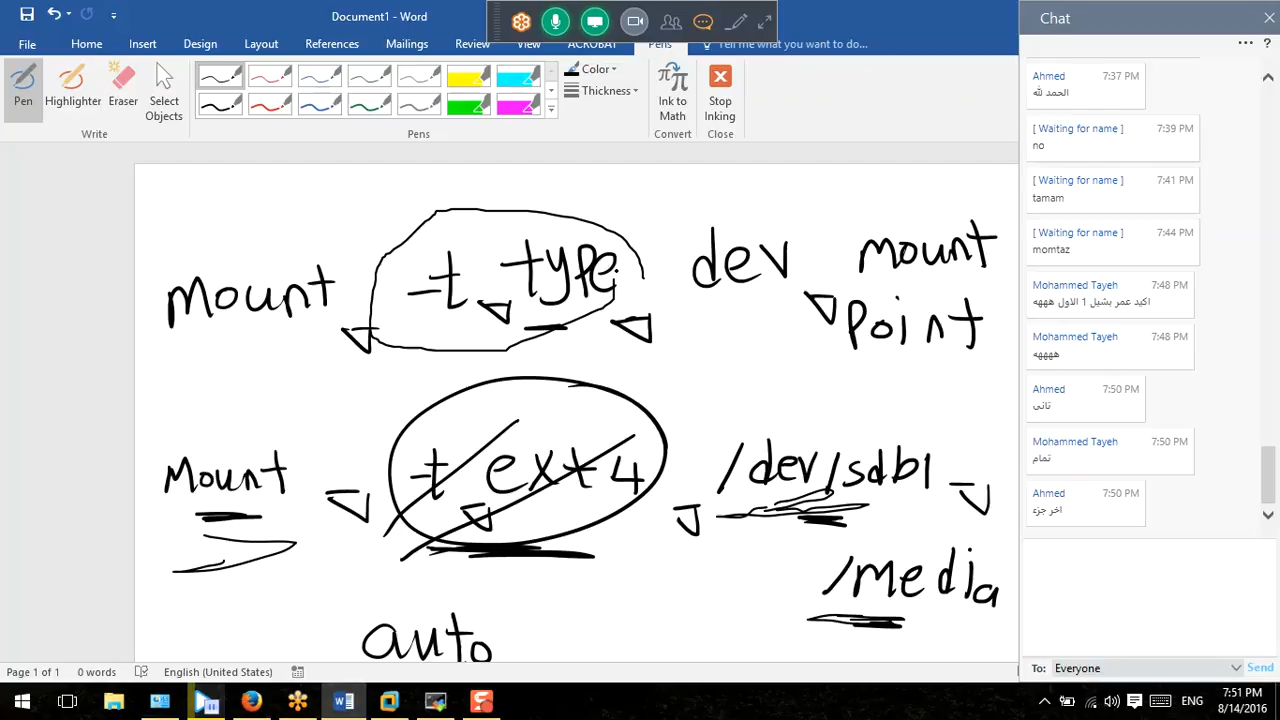 Document1 - Word
File
Home
Insert
Design
Layout
References
Mailings
Review
View
ACROBAT
Pens
Tell me what you want to do...
Pen
Highlighter
Eraser
Select
Objects
Color
Thickness
Ink to
Math
Stop
Inking
Write
Pens
Convert
Close
mount -t type dev mount
point
Mount -t ext4 /dev/sdb1
/media
auto
Chat
Ahmed 7:37 PM
الحمد لله
[ Waiting for name ] 7:39 PM
no
[ Waiting for name ] 7:41 PM
tamam
[ Waiting for name ] 7:44 PM
momtaz
Mohammed Tayeh 7:48 PM
اكيد عمر بشيل 1 الاول هههه
Mohammed Tayeh 7:48 PM
ههههه
Ahmed 7:50 PM
تانى
Mohammed Tayeh 7:50 PM
تمام
Ahmed 7:50 PM
اخر جزء
To: Everyone Send
Page 1 of 1 0 words English (United States)
ENG 7:51 PM
8/14/2016